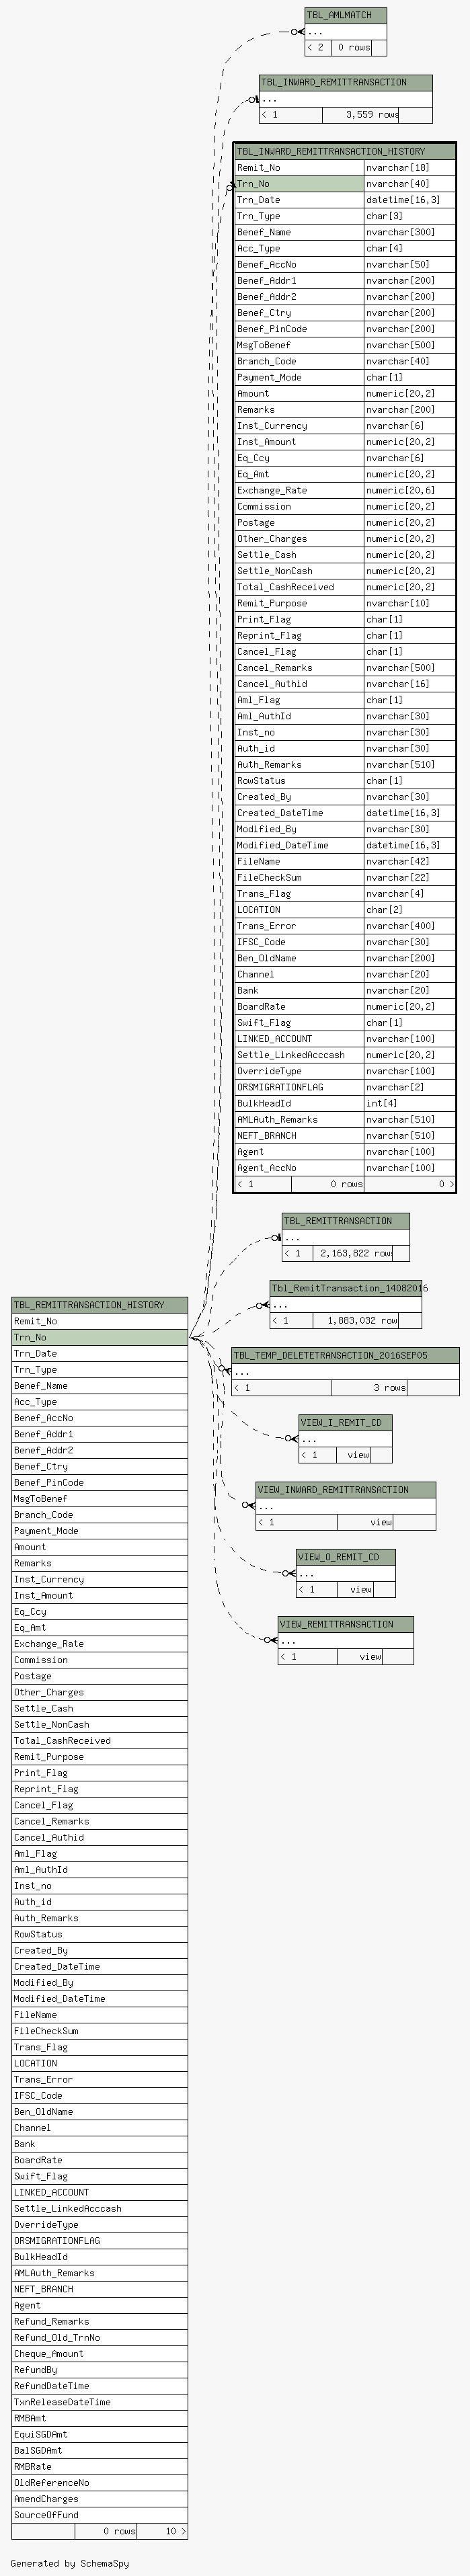 TBL_AMLMATCH
...
< 2 0 rows
TBL_INWARD_REMITTRANSACTION
...
< 1 3,559 rows
TBL_INWARD_REMITTRANSACTION_HISTORY
Remit_No nvarchar[18]
Trn_No nvarchar[40]
Trn_Date datetime[16,3]
Trn_Type char[3]
Benef_Name nvarchar[300]
Acc_Type char[4]
Benef_AccNo nvarchar[50]
Benef_Addr1 nvarchar[200]
Benef_Addr2 nvarchar[200]
Benef_Ctry nvarchar[200]
Benef_PinCode nvarchar[200]
MsgToBenef nvarchar[500]
Branch_Code nvarchar[40]
Payment_Mode char[1]
Amount numeric[20,2]
Remarks nvarchar[200]
Inst_Currency nvarchar[6]
Inst_Amount numeric[20,2]
Eq_Ccy nvarchar[6]
Eq_Amt numeric[20,2]
Exchange_Rate numeric[20,6]
Commission numeric[20,2]
Postage numeric[20,2]
Other_Charges numeric[20,2]
Settle_Cash numeric[20,2]
Settle_NonCash numeric[20,2]
Total_CashReceived numeric[20,2]
Remit_Purpose nvarchar[10]
Print_Flag char[1]
Reprint_Flag char[1]
Cancel_Flag char[1]
Cancel_Remarks nvarchar[500]
Cancel_Authid nvarchar[16]
Aml_Flag char[1]
Aml_AuthId nvarchar[30]
Inst_no nvarchar[30]
Auth_id nvarchar[30]
Auth_Remarks nvarchar[510]
RowStatus char[1]
Created_By nvarchar[30]
Created_DateTime datetime[16,3]
Modified_By nvarchar[30]
Modified_DateTime datetime[16,3]
FileName nvarchar[42]
FileCheckSum nvarchar[22]
Trans_Flag nvarchar[4]
LOCATION char[2]
Trans_Error nvarchar[400]
IFSC_Code nvarchar[30]
Ben_OldName nvarchar[200]
Channel nvarchar[20]
Bank nvarchar[20]
BoardRate numeric[20,2]
Swift_Flag char[1]
LINKED_ACCOUNT nvarchar[100]
Settle_LinkedAcccash numeric[20,2]
OverrideType nvarchar[100]
ORSMIGRATIONFLAG nvarchar[2]
BulkHeadId int[4]
AMLAuth_Remarks nvarchar[510]
NEFT_BRANCH nvarchar[510]
Agent nvarchar[100]
Agent_AccNo nvarchar[100]
< 1 0 rows 0 >
TBL_REMITTRANSACTION
...
< 1 2,163,822 rows
Tbl_RemitTransaction_14082016
...
< 1 1,883,032 row
TBL_TEMP_DELETETRANSACTION_2016SEP05
...
< 1 3 rows
VIEW_I_REMIT_CD
...
< 1 view
VIEW_INWARD_REMITTRANSACTION
...
< 1 view
VIEW_O_REMIT_CD
...
< 1 view
VIEW_REMITTRANSACTION
...
< 1 view
TBL_REMITTRANSACTION_HISTORY
Remit_No
Trn_No
Trn_Date
Trn_Type
Benef_Name
Acc_Type
Benef_AccNo
Benef_Addr1
Benef_Addr2
Benef_Ctry
Benef_PinCode
MsgToBenef
Branch_Code
Payment_Mode
Amount
Remarks
Inst_Currency
Inst_Amount
Eq_Ccy
Eq_Amt
Exchange_Rate
Commission
Postage
Other_Charges
Settle_Cash
Settle_NonCash
Total_CashReceived
Remit_Purpose
Print_Flag
Reprint_Flag
Cancel_Flag
Cancel_Remarks
Cancel_Authid
Aml_Flag
Aml_AuthId
Inst_no
Auth_id
Auth_Remarks
RowStatus
Created_By
Created_DateTime
Modified_By
Modified_DateTime
FileName
FileCheckSum
Trans_Flag
LOCATION
Trans_Error
IFSC_Code
Ben_OldName
Channel
Bank
BoardRate
Swift_Flag
LINKED_ACCOUNT
Settle_LinkedAcccash
OverrideType
ORSMIGRATIONFLAG
BulkHeadId
AMLAuth_Remarks
NEFT_BRANCH
Agent
Refund_Remarks
Refund_Old_TrnNo
Cheque_Amount
RefundBy
RefundDateTime
TxnReleaseDateTime
RMBAmt
EquiSGDAmt
BalSGDAmt
RMBRate
OldReferenceNo
AmendCharges
SourceOfFund
0 rows 10 >
Generated by SchemaSpy